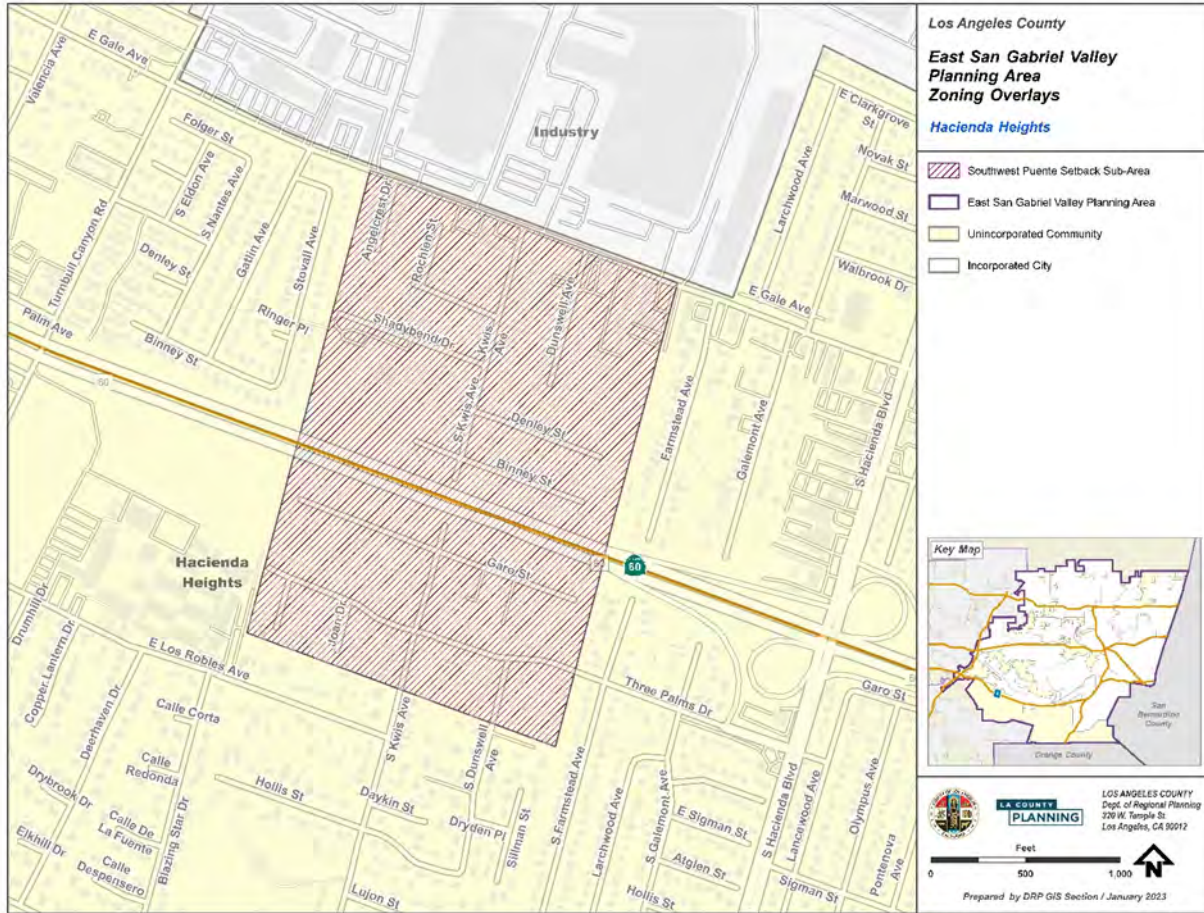 Los Angeles County
East San Gabriel Valley
Planning Area
Zoning Overlays
Hacienda Heights
Southwest Puente Setback Sub-Area
East San Gabriel Valley Planning Area
Unincorporated Community
Incorporated City
Key Map
San
Bernardino
County
Orange County
LA COUNTY
PLANNING
LOS ANGELES COUNTY
Dept. of Regional Planning
320 W. Temple St
Los Angeles, CA 90012
Feet
0 500 1,000
N
Prepared by DRP GIS Section / January 2023
Valencia Ave
E Gale Ave
Folger St
S Eldon Ave
S Nantes Ave
Turnbull Canyon Rd
Denley St
Gatlin Ave
Stovall Ave
Ringer Pl
Binney St
Palm Ave
60
Industry
Angelcrest Dr
Rochlen St
Shadybend Dr
Kwis
Ave
Dunswell Ave
S Kwis Ave
Denley St
Binney St
Larchwood Ave
E Clarkgrove
St
Novak St
Marwood St
Walbrook Dr
E Gale Ave
Farmstead Ave
Galemont Ave
S Hacienda Blvd
Garo St
60
60
Hacienda
Heights
Joan Dr
Drumhill Dr
Copper Lantern Dr
E Los Robles Ave
Deerhaven Dr
Calle Corta
Calle
Redonda
Drybrook Dr
Calle De
La Fuente
Elkhill Dr
Calle
Despensero
Blazing Star Dr
S Kwis Ave
S Dunswell
Ave
Hollis St
Daykin St
Dryden Pl
Sillman St
Lujon St
S Farmstead Ave
Three Palms Dr
Garo St
Larchwood Ave
S Galemont Ave
E Sigman St
Atglen St
Hollis St
S Hacienda Blvd
Lancewood Ave
Olympus Ave
Sigman St
Pontenova
Ave